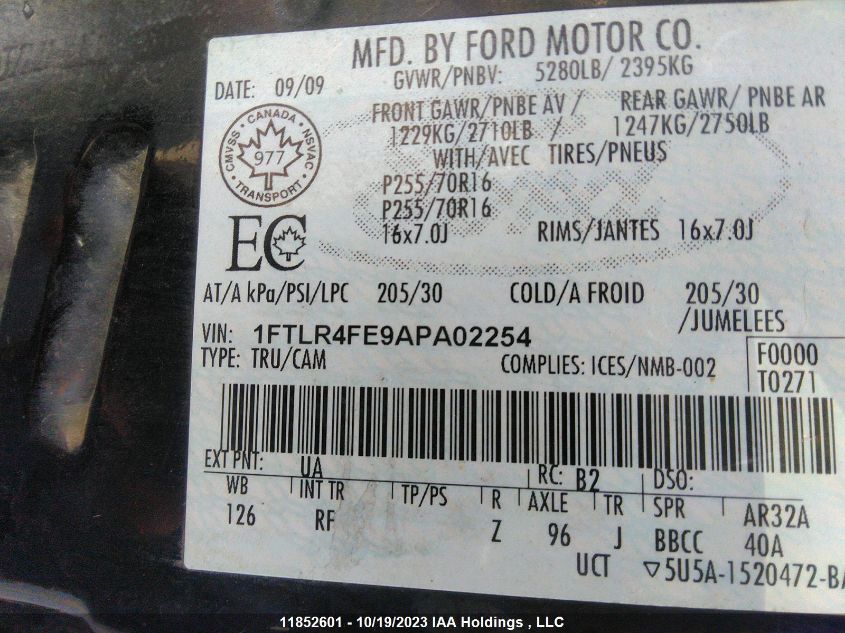 MFD. BY FORD MOTOR CO.
DATE: 09/09 GVWR/PNBV: 5280LB/ 2395KG
FRONT GAWR/PNBE AV / REAR GAWR/ PNBE AR
1229KG/2710LB / 1247KG/2750LB
WITH/AVEC TIRES/PNEUS
CANADA
CMVSS NSVAC
977
TRANSPORT
P255/70R16
P255/70R16
16x7.0J RIMS/JANTES 16x7.0J
EC
AT/A kPa/PSI/LPC 205/30 COLD/A FROID 205/30
/JUMELEES
VIN: 1FTLR4FE9APA02254
TYPE: TRU/CAM COMPLIES: ICES/NMB-002
F0000
T0271
EXT PNT: UA RC: B2 DSO:
WB INT TR TP/PS R AXLE TR SPR AR32A
126 RF Z 96 J BBCC 40A
UCT ▽5U5A-1520472-BA
11852601 - 10/19/2023 IAA Holdings , LLC